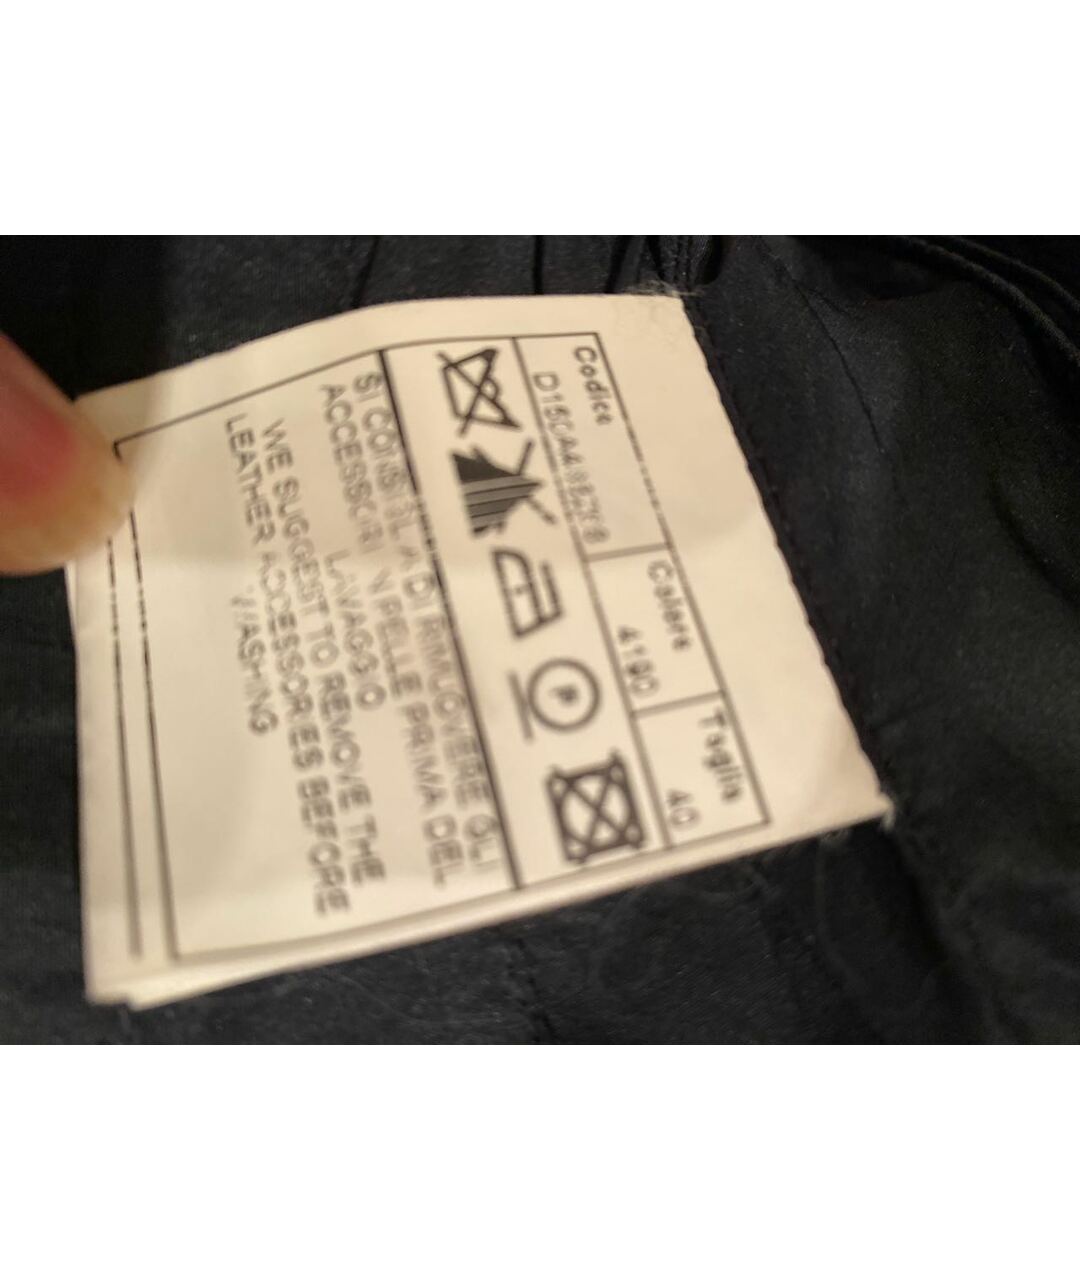 Codice Colore Taglia
4190 40
P
SI CONSIGLIA DI RIMUOVERE GLI
ACCESSORI IN PELLE PRIMA DEL
LAVAGGIO
WE SUGGEST TO REMOVE THE
LEATHER ACCESSORIES BEFORE
WASHING